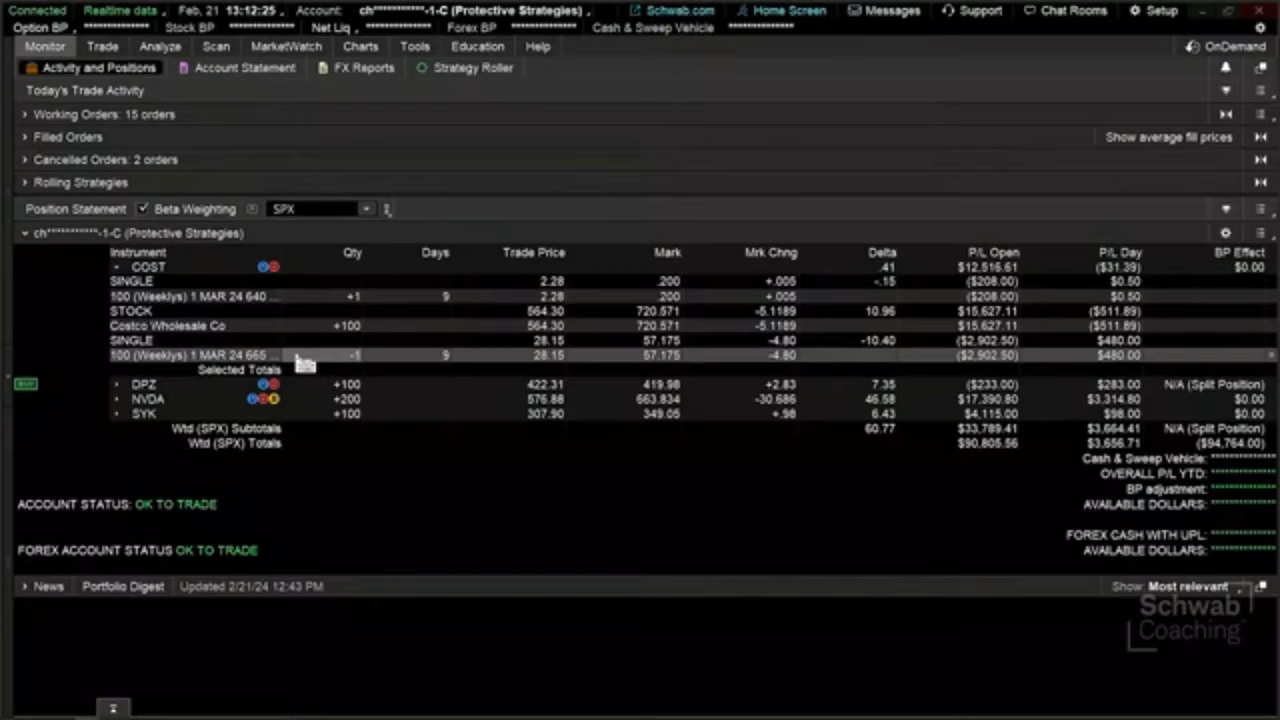 Connected Realtime data Feb, 21 13:12:25 Account: ch***********-1-C (Protective Strategies) Schwab.com Home Screen Messages Support Chat Rooms Setup
Option BP Stock BP Net Liq Forex BP Cash & Sweep Vehicle
Monitor Trade Analyze Scan MarketWatch Charts Tools Education Help OnDemand
Activity and Positions Account Statement FX Reports Strategy Roller
Today's Trade Activity
Working Orders: 15 orders
Filled Orders Show average fill prices
Cancelled Orders: 2 orders
Rolling Strategies
Position Statement Beta Weighting SPX
ch***********-1-C (Protective Strategies)
Instrument Qty Days Trade Price Mark Mrk Chng Delta P/L Open P/L Day BP Effect
COST .41 $12,516.61 ($31.39) $0.00
SINGLE 2.28 .200 +.005 -.15 ($208.00) $0.50
100 (Weeklys) 1 MAR 24 640 ... +1 9 2.28 .200 +.005 ($208.00) $0.50
STOCK 564.30 720.571 -5.1189 10.96 $15,627.11 ($511.89)
Costco Wholesale Co +100 564.30 720.571 -5.1189 $15,627.11 ($511.89)
SINGLE 28.15 57.175 -4.80 -10.40 ($2,902.50) $480.00
100 (Weeklys) 1 MAR 24 665 ... -1 9 28.15 57.175 -4.80 ($2,902.50) $480.00
Selected Totals
DPZ +100 422.31 419.98 +2.83 7.35 ($233.00) $283.00 N/A (Split Position)
NVDA +200 576.88 663.834 -30.686 46.58 $17,390.80 $3,314.80 $0.00
SYK +100 307.90 349.05 +.98 6.43 $4,115.00 $98.00 $0.00
Wtd (SPX) Subtotals 60.77 $33,789.41 $3,664.41 N/A (Split Position)
Wtd (SPX) Totals $90,805.56 $3,656.71 ($94,764.00)
Cash & Sweep Vehicle:
OVERALL P/L YTD:
BP adjustment:
ACCOUNT STATUS: OK TO TRADE AVAILABLE DOLLARS:
FOREX CASH WITH UPL:
FOREX ACCOUNT STATUS OK TO TRADE AVAILABLE DOLLARS:
News Portfolio Digest Updated 2/21/24 12:43 PM Show: Most relevant
Schwab
Coaching